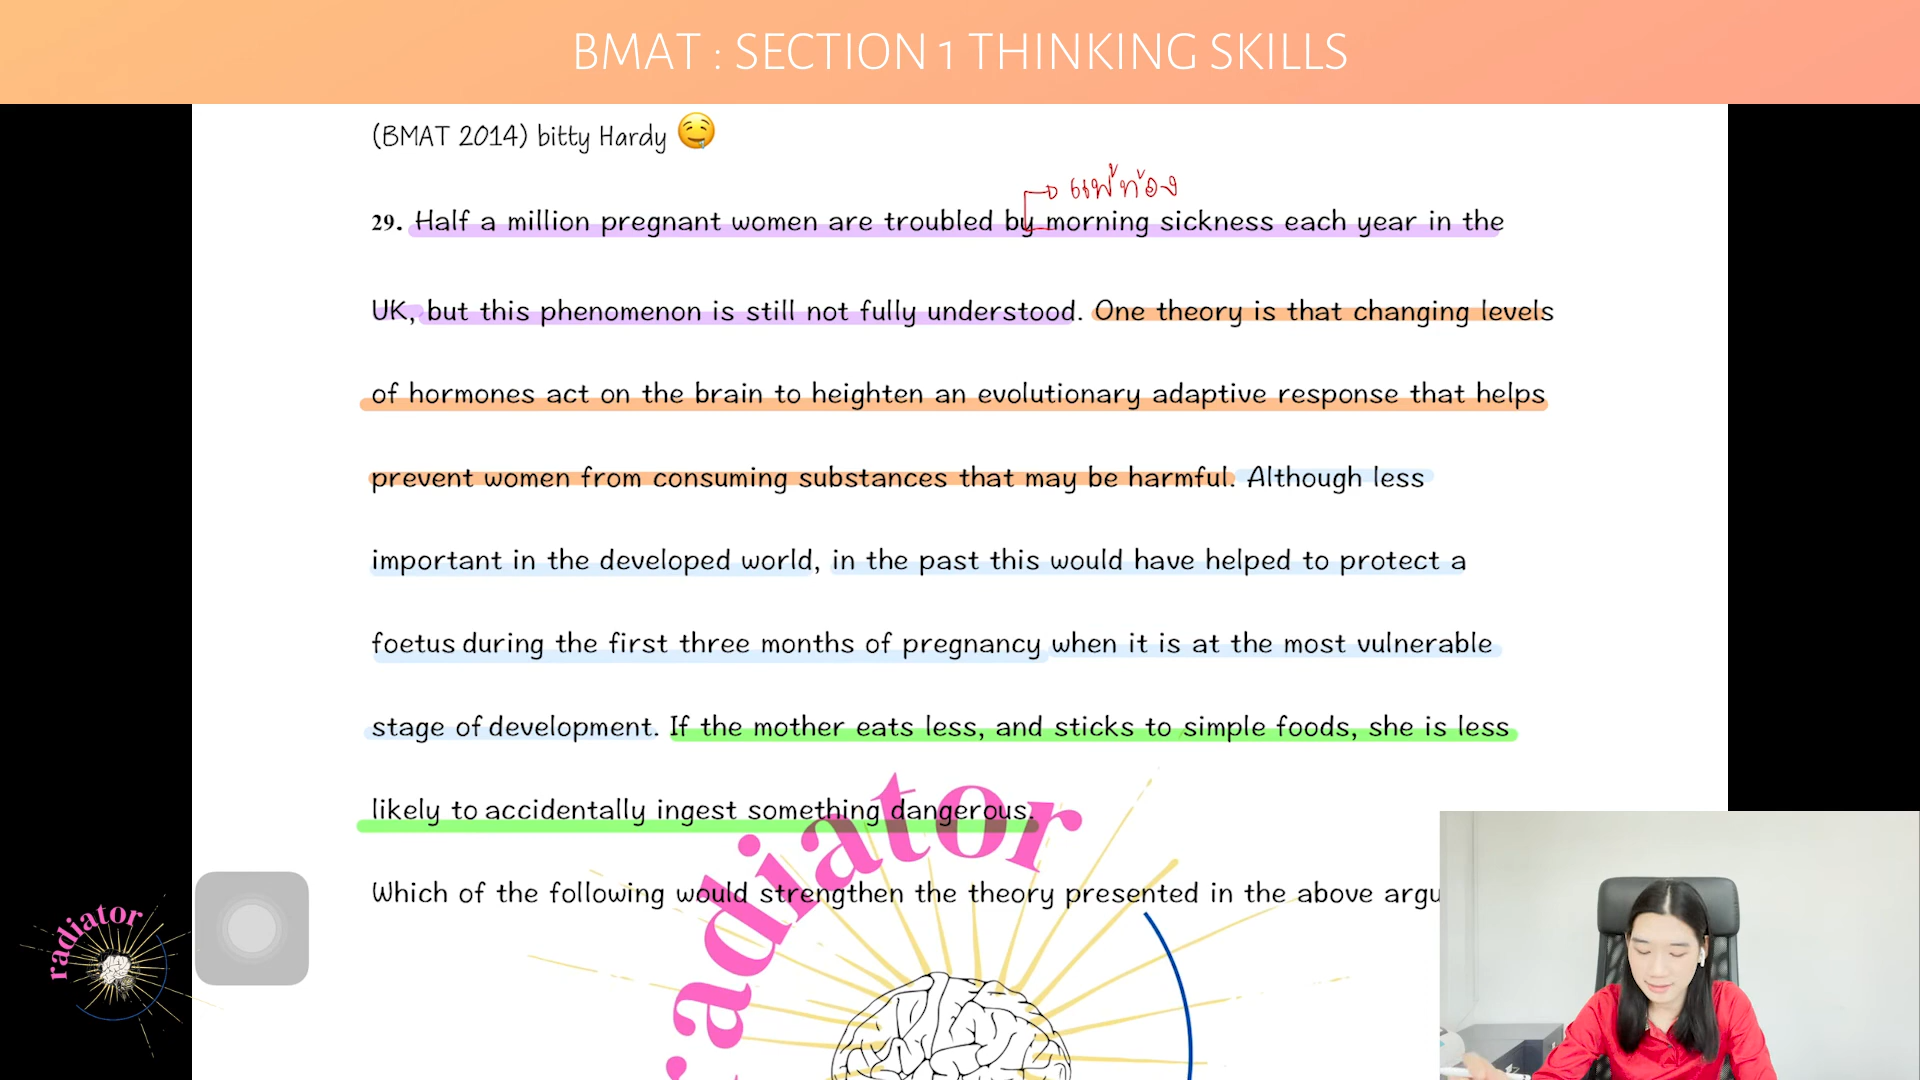 BMAT : SECTION 1 THINKING SKILLS
(BMAT 2014) bitty Hardy
แพ้ท้อง
29. Half a million pregnant women are troubled by morning sickness each year in the
UK, but this phenomenon is still not fully understood. One theory is that changing levels
of hormones act on the brain to heighten an evolutionary adaptive response that helps
prevent women from consuming substances that may be harmful. Although less
important in the developed world, in the past this would have helped to protect a
foetus during the first three months of pregnancy when it is at the most vulnerable
stage of development. If the mother eats less, and sticks to simple foods, she is less
likely to accidentally ingest something dangerous.
Which of the following would strengthen the theory presented in the above argu
radiator
radiator